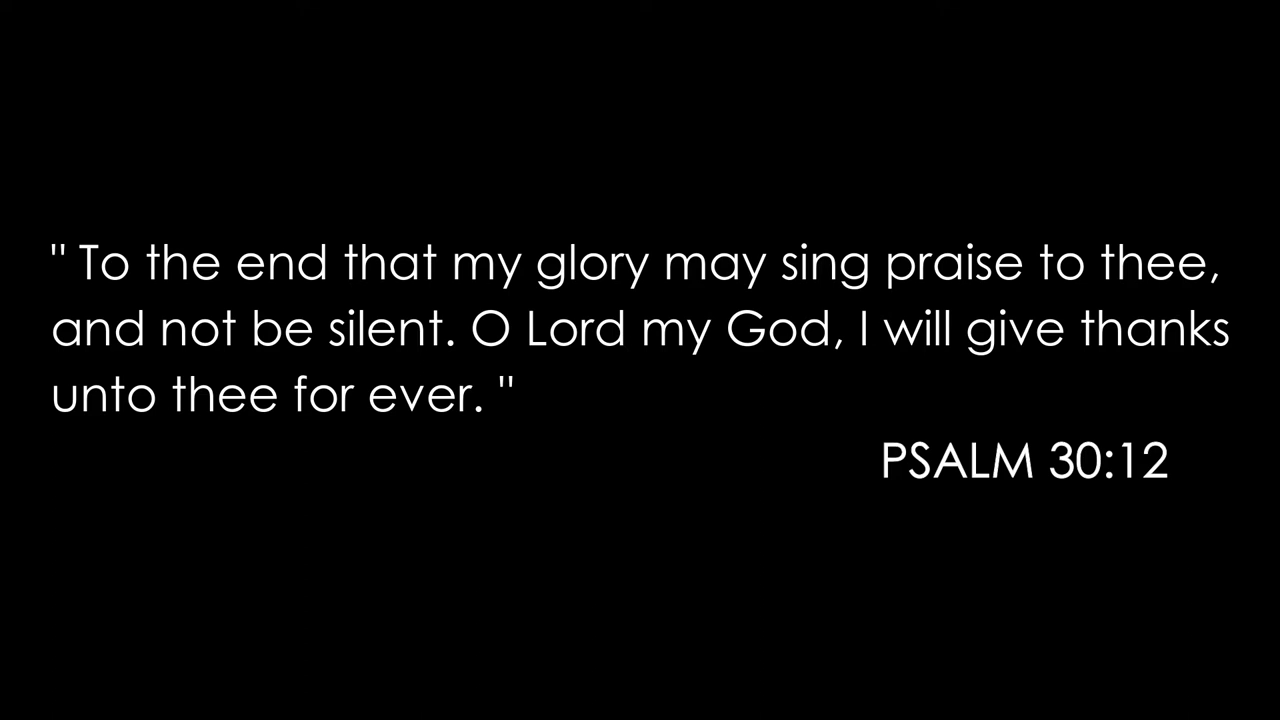 " To the end that my glory may sing praise to thee,
and not be silent. O Lord my God, I will give thanks
unto thee for ever. "
PSALM 30:12